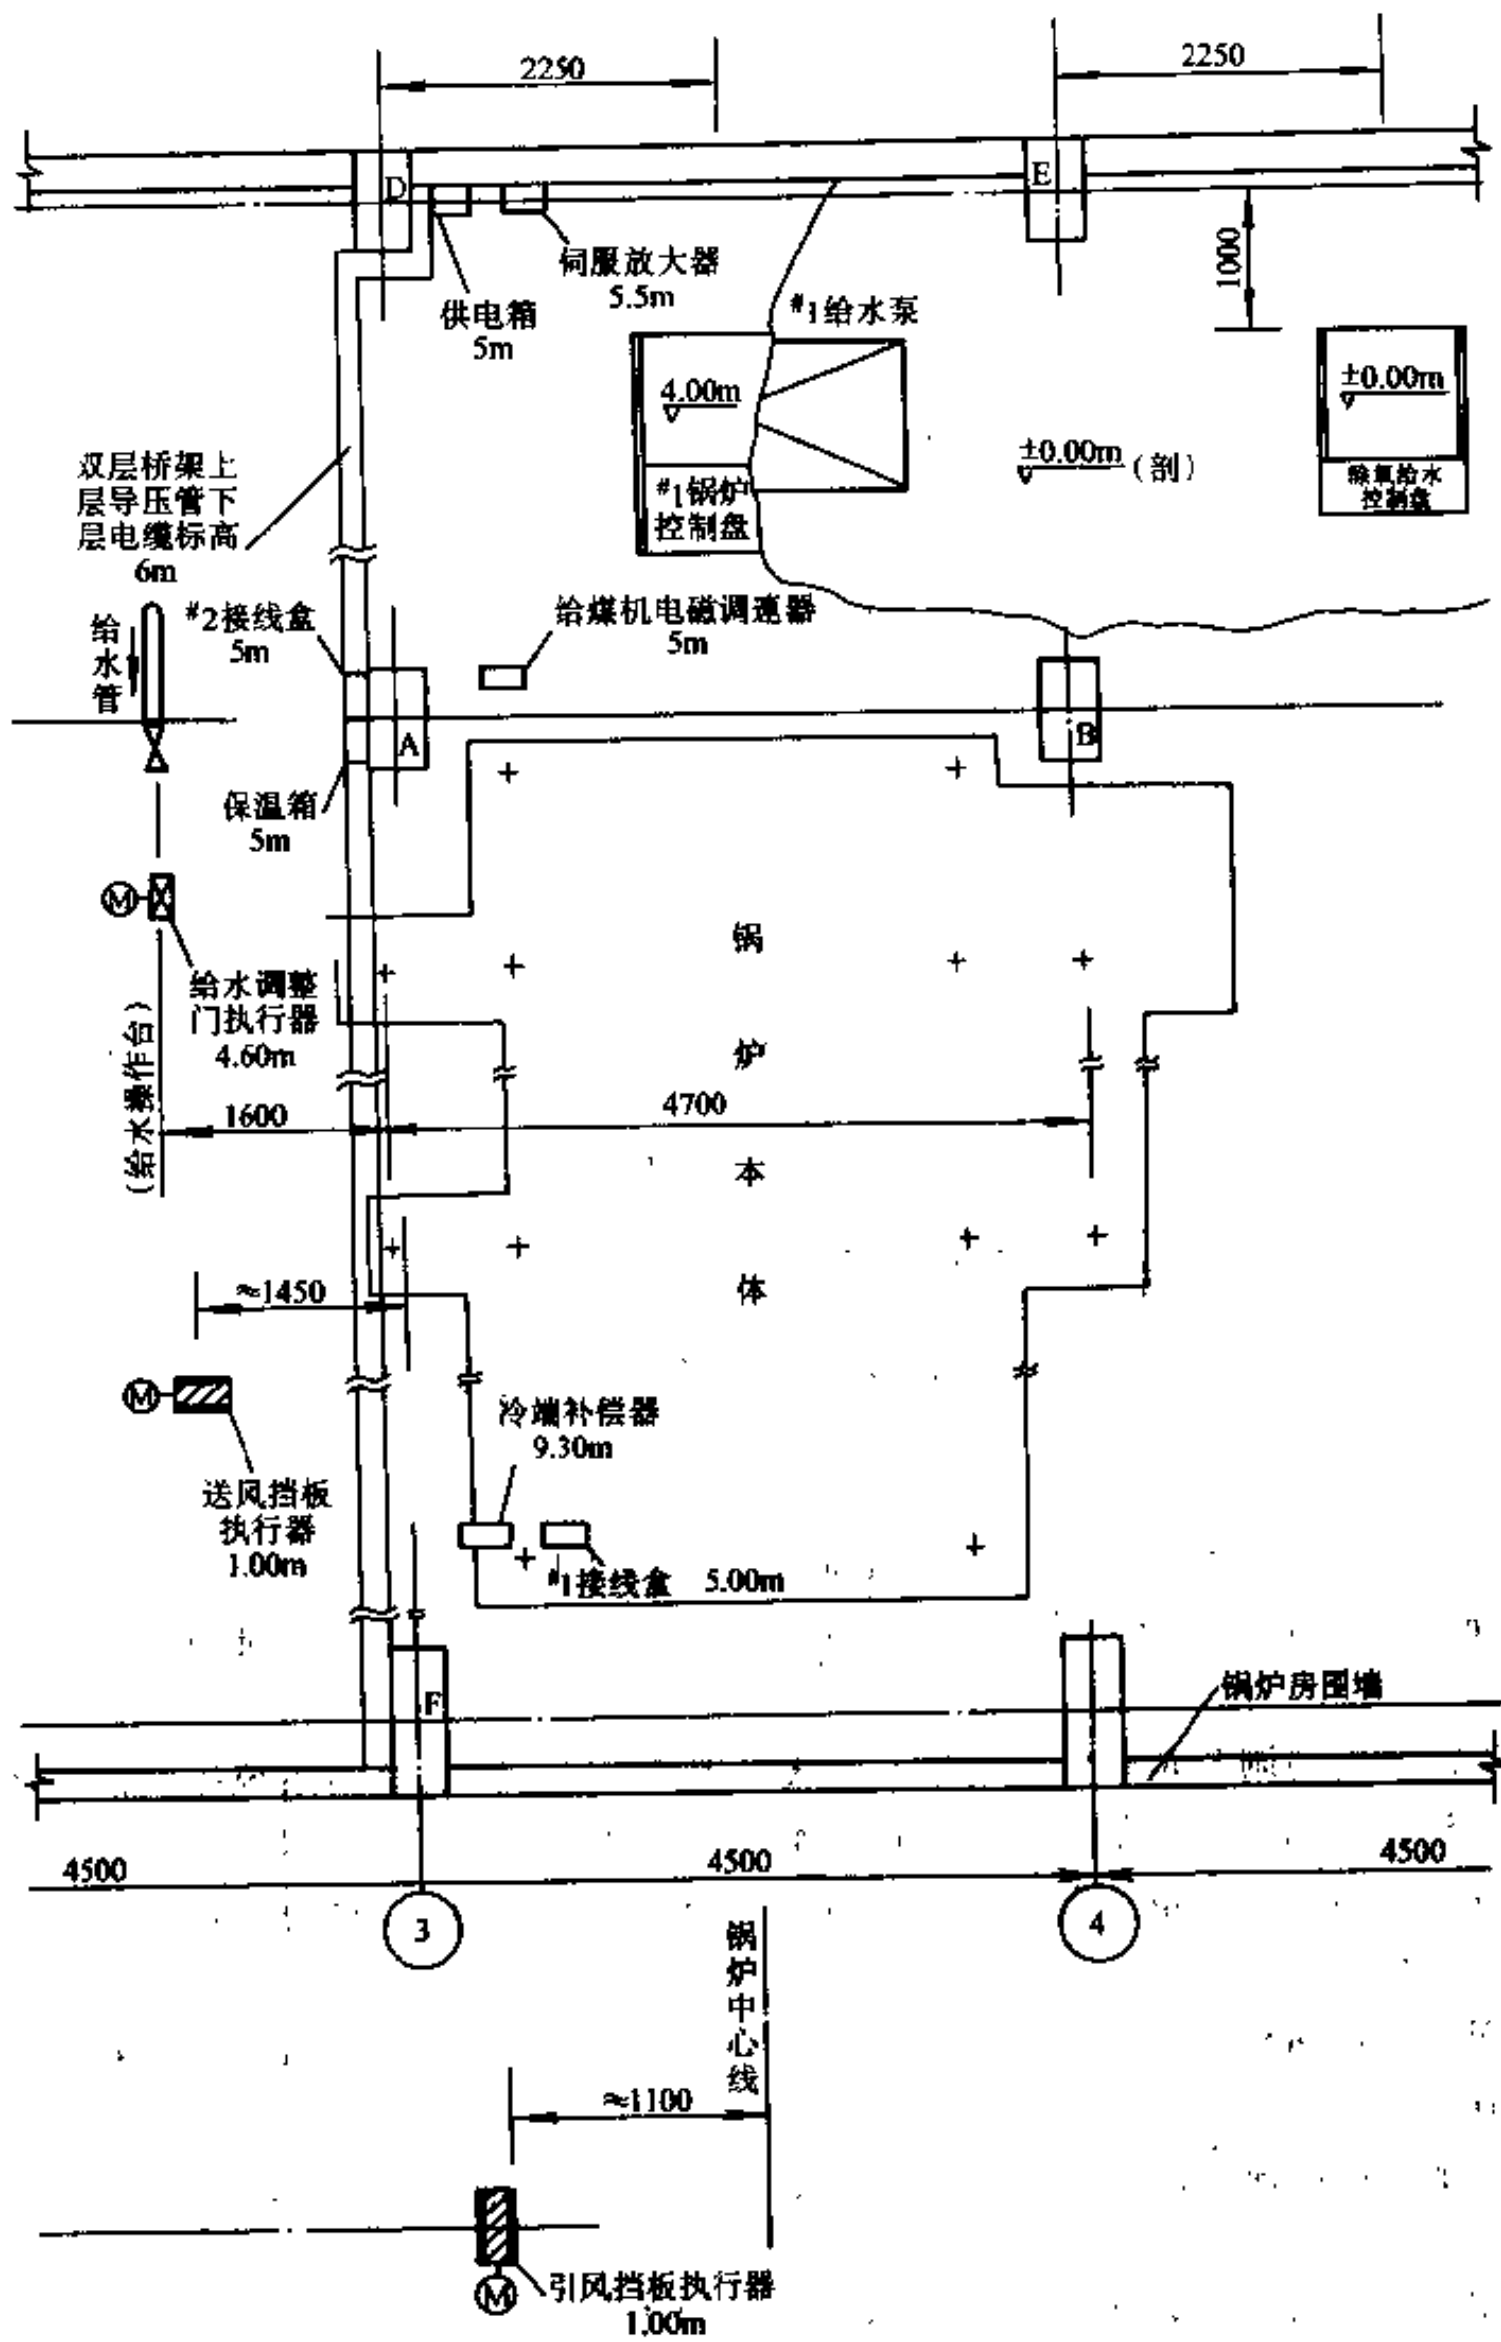 2250
2250
D
E
伺服放大器
5.5m
1000
供电箱
5m
#1给水泵
4.00m
±0.00m
±0.00m(剖)
双层桥架上
层导压管下
层电缆标高
6m
#1锅炉
控制盘
除氧给水
控制盘
给水管
#2接线盒
5m
给煤机电磁调速器
5m
A
B
保温箱
5m
M
给水调整
门执行器
4.60m
(给水操作台)
锅炉本体
1600
4700
≈1450
M
送风挡板
执行器
1.00m
冷端补偿器
9.30m
#1接线盒 5.00m
F
锅炉房围墙
4500
4500
4500
3
4
锅炉中心线
≈1100
M
引风挡板执行器
1.00m